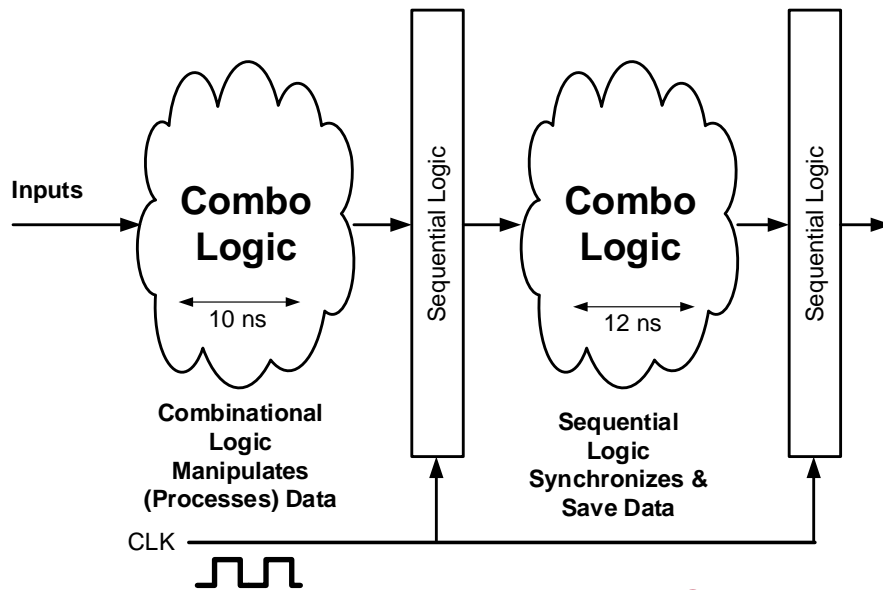 Inputs
Combo
Logic
10 ns
Sequential Logic
Combo
Logic
12 ns
Sequential Logic
Combinational
Logic
Manipulates
(Processes) Data
Sequential
Logic
Synchronizes &
Save Data
CLK